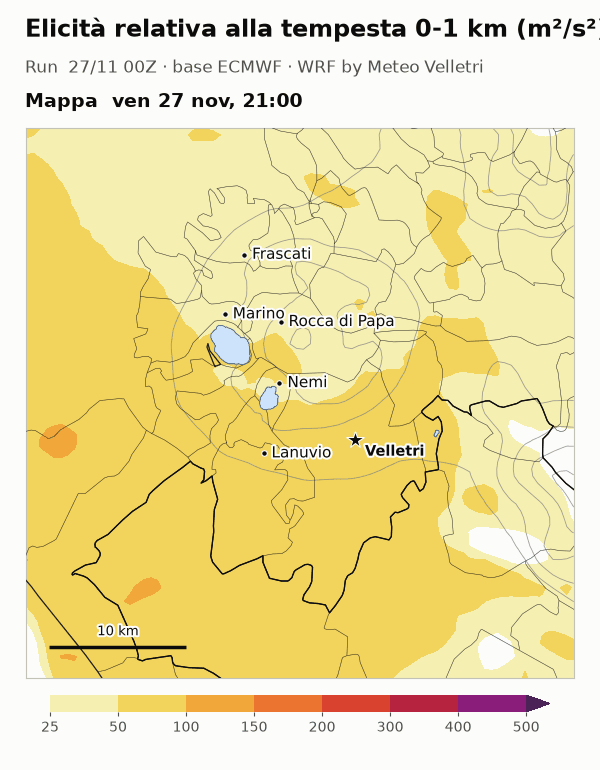 Elicità relativa alla tempesta 0-1 km (m²/s²)
Run 27/11 00Z · base ECMWF · WRF by Meteo Velletri
Mappa ven 27 nov, 21:00
Frascati
Marino
Rocca di Papa
Nemi
Velletri
Lanuvio
10 km
25 50 100 150 200 300 400 500